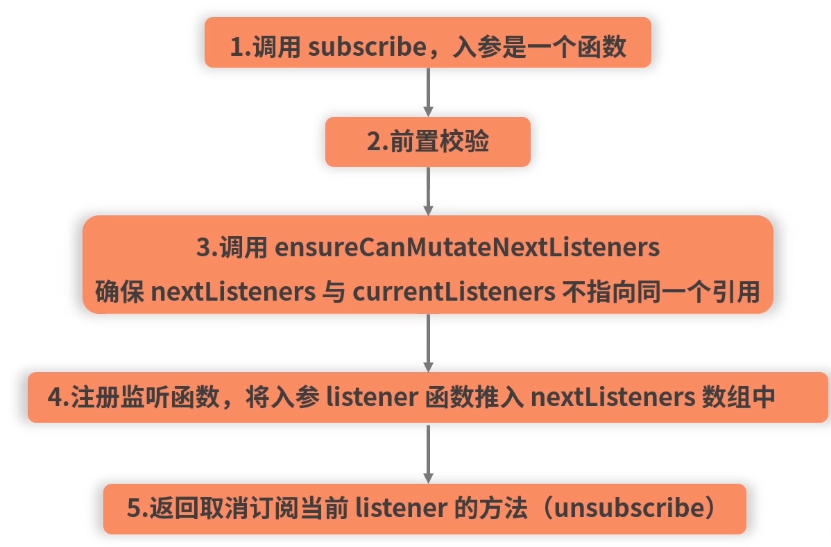 1.调用 subscribe，入参是一个函数
2.前置校验
3.调用 ensureCanMutateNextListeners
确保 nextListeners 与 currentListeners 不指向同一个引用
4.注册监听函数，将入参 listener 函数推入 nextListeners 数组中
5.返回取消订阅当前 listener 的方法（unsubscribe）